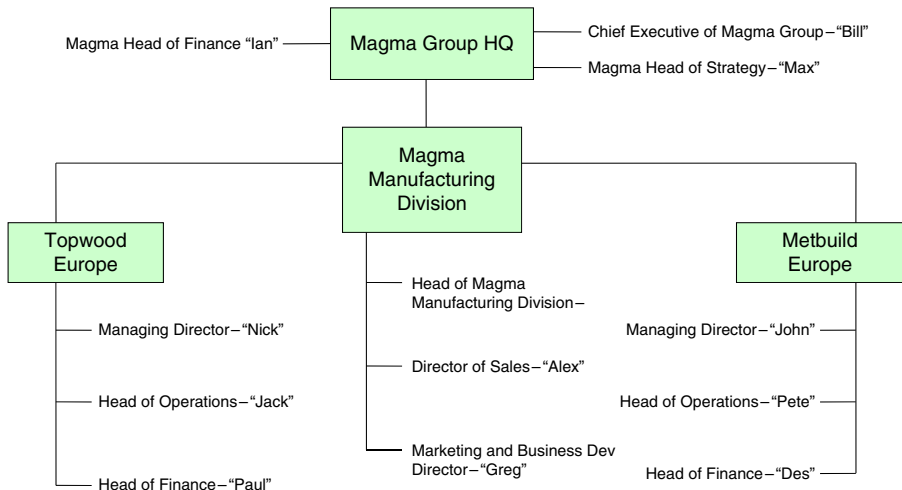 Magma Head of Finance “Ian”
Magma Group HQ
Chief Executive of Magma Group–“Bill”
Magma Head of Strategy–“Max”
Magma
Manufacturing
Division
Topwood
Europe
Metbuild
Europe
Head of Magma
Manufacturing Division–
Managing Director–“Nick”
Managing Director–“John”
Director of Sales–“Alex”
Head of Operations–“Jack”
Head of Operations–“Pete”
Marketing and Business Dev
Director–“Greg”
Head of Finance–“Des”
Head of Finance–“Paul”